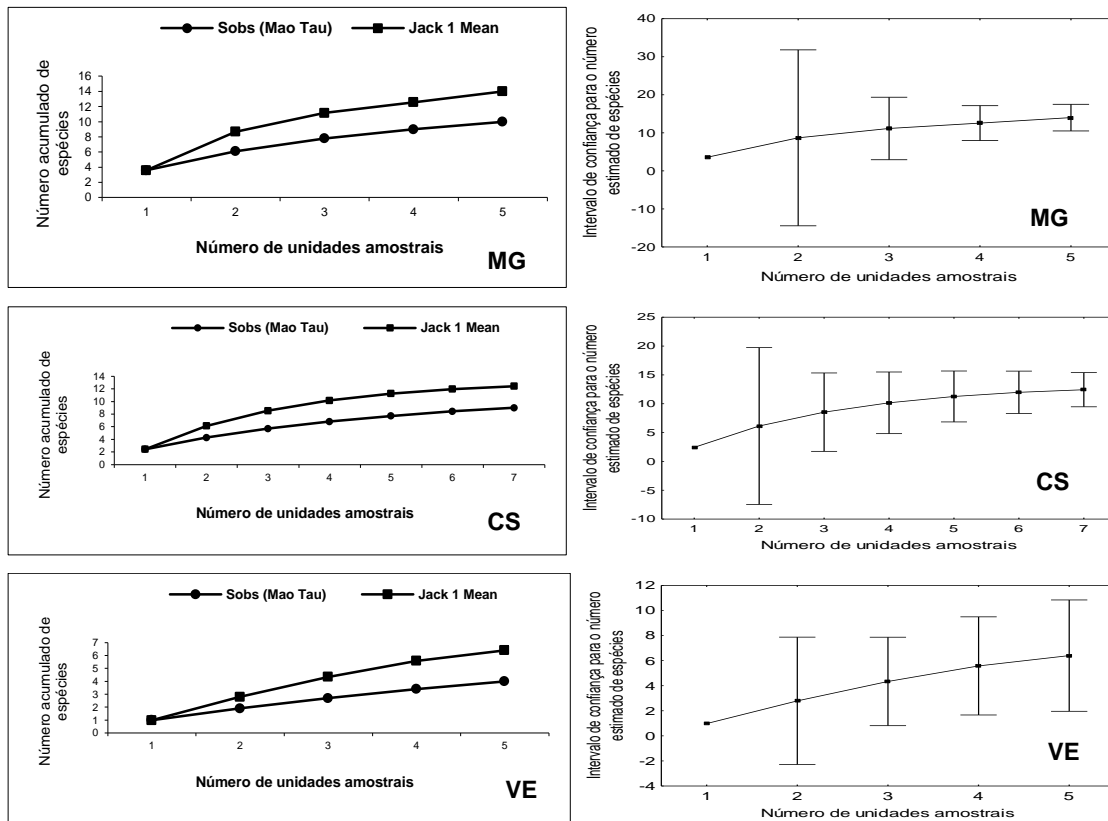 Sobs (Mao Tau) Jack 1 Mean
Número acumulado de
espécies
16
14
12
10
8
6
4
2
0
1 2 3 4 5
Número de unidades amostrais
MG
Intervalo de confiança para o número
estimado de espécies
40
30
20
10
0
-10
-20
MG
1 2 3 4 5
Número de unidades amostrais
Sobs (Mao Tau) Jack 1 Mean
Número acumulado de
espécies
14
12
10
8
6
4
2
0
1 2 3 4 5 6 7
Número de unidades amostrais
CS
Intervalo de confiança para o número
estimado de espécies
25
20
15
10
5
0
-5
-10
CS
1 2 3 4 5 6 7
Número de unidades amostrais
Sobs (Mao Tau) Jack 1 Mean
Número acumulado de
espécies
7
6
5
4
3
2
1
0
1 2 3 4 5
Número de unidades amostrais
VE
Intervalo de confiança para o número
estimado de espécies
12
10
8
6
4
2
0
-2
-4
VE
1 2 3 4 5
Número de unidades amostrais